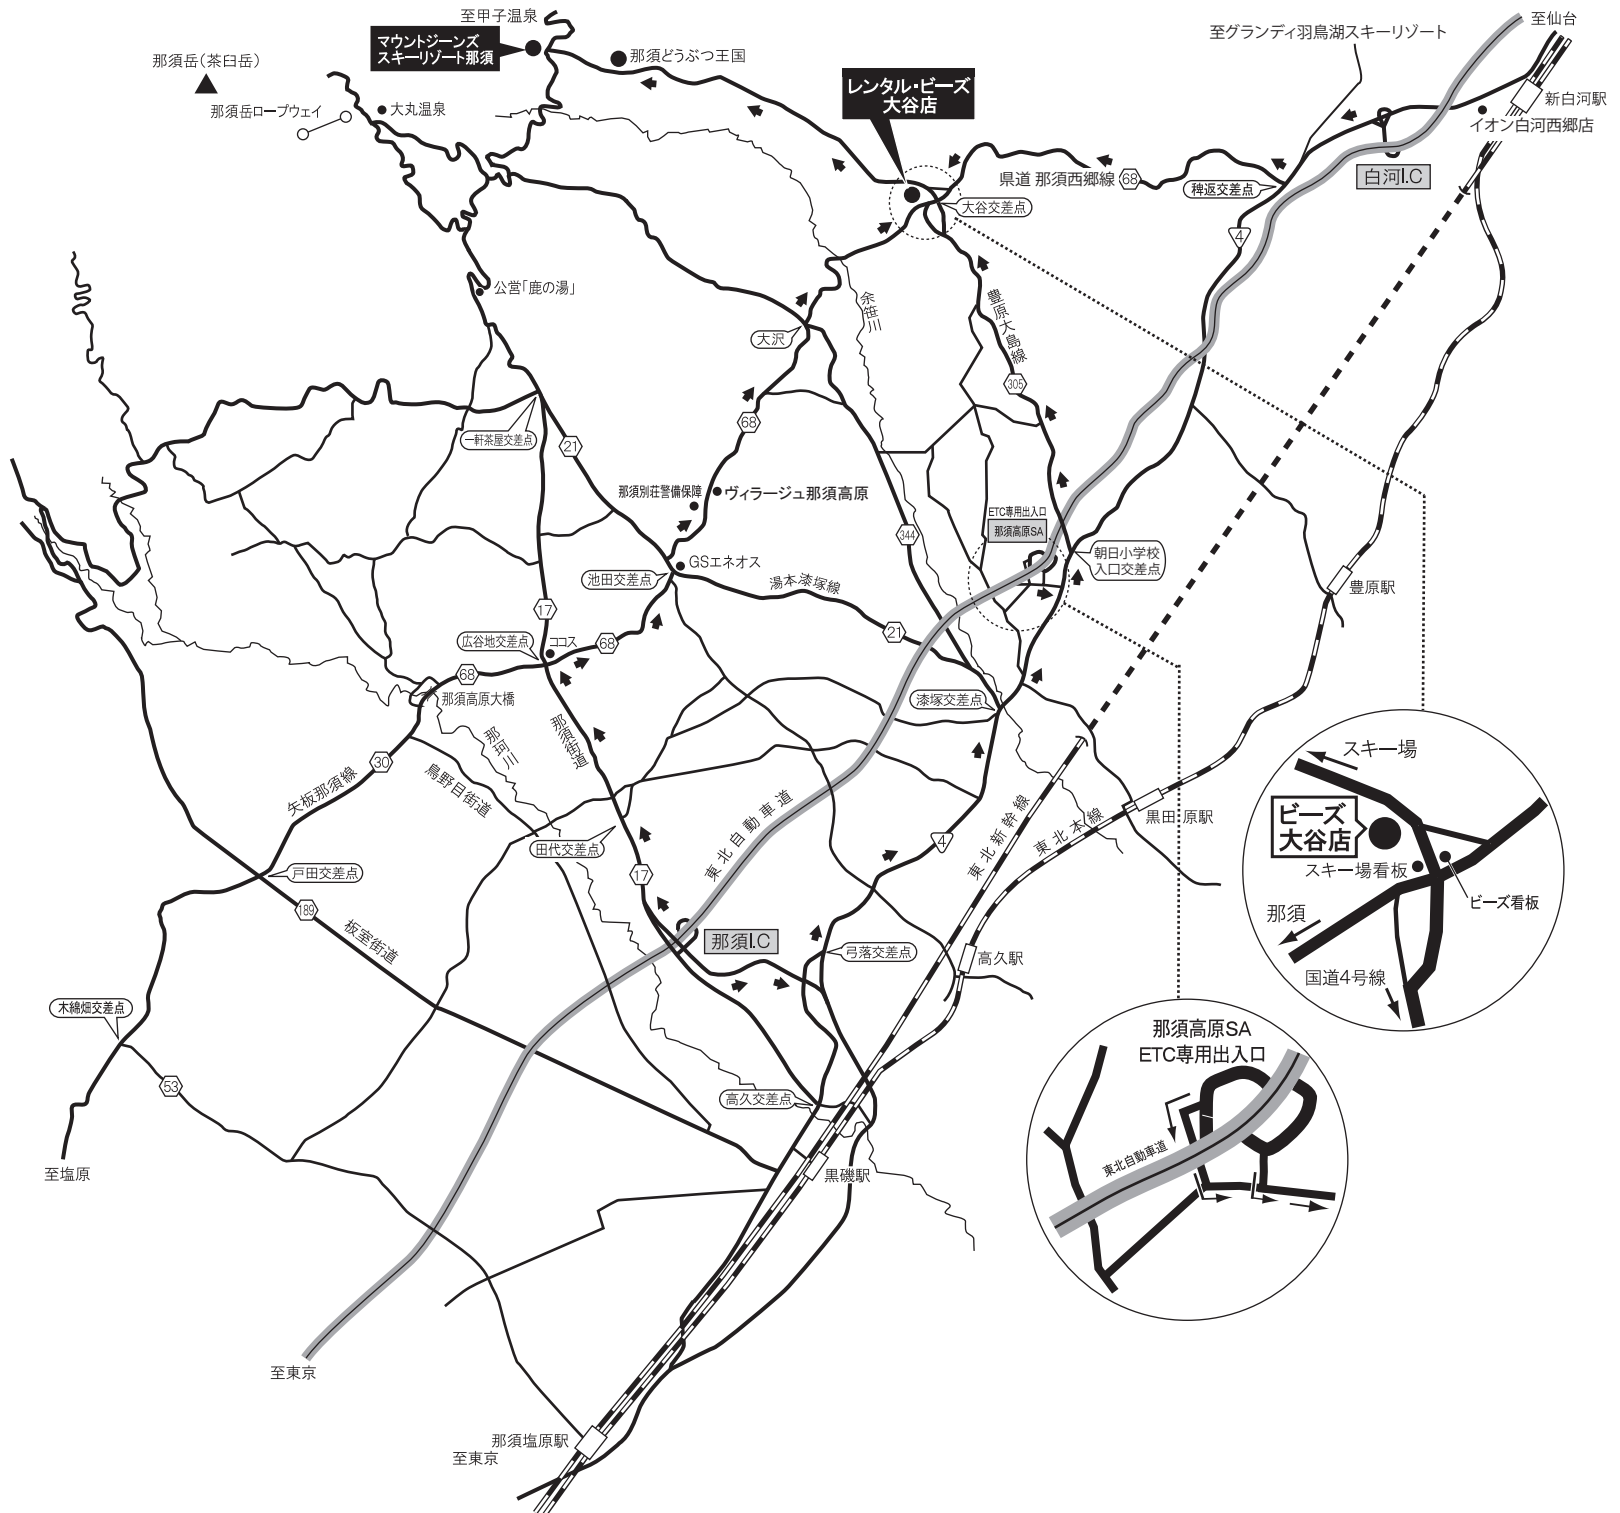 至甲子温泉
マウントジーンズ
スキーリゾート那須
那須どうぶつ王国
至仙台
至グランディ羽鳥湖スキーリゾート
那須岳(茶臼岳)
那須岳ロープウェイ
大丸温泉
レンタル・ビーズ
大谷店
新白河駅
イオン白河西郷店
県道 那須西郷線
68
稗返交差点
白河I.C
大谷交差点
4
公営「鹿の湯」
余笹川
豊原大島線
大沢
305
68
一軒茶屋交差点
21
那須別荘警備保障
ヴィラージュ那須高原
ETC専用出入口
那須高原SA
344
朝日小学校
入口交差点
GSエネオス
池田交差点
湯本漆塚線
豊原駅
17
21
広谷地交差点
ココス
68
68
那須高原大橋
漆塚交差点
那珂川
那須街道
30
矢板那須線
鳥野目街道
スキー場
ビーズ
大谷店
スキー場看板
ビーズ看板
那須
国道4号線
東北自動車道
東北新幹線
東北本線
黒田原駅
田代交差点
4
戸田交差点
17
189
板室街道
那須I.C
弓落交差点
高久駅
木綿畑交差点
那須高原SA
ETC専用出入口
東北自動車道
53
高久交差点
至塩原
黒磯駅
至東京
那須塩原駅
至東京